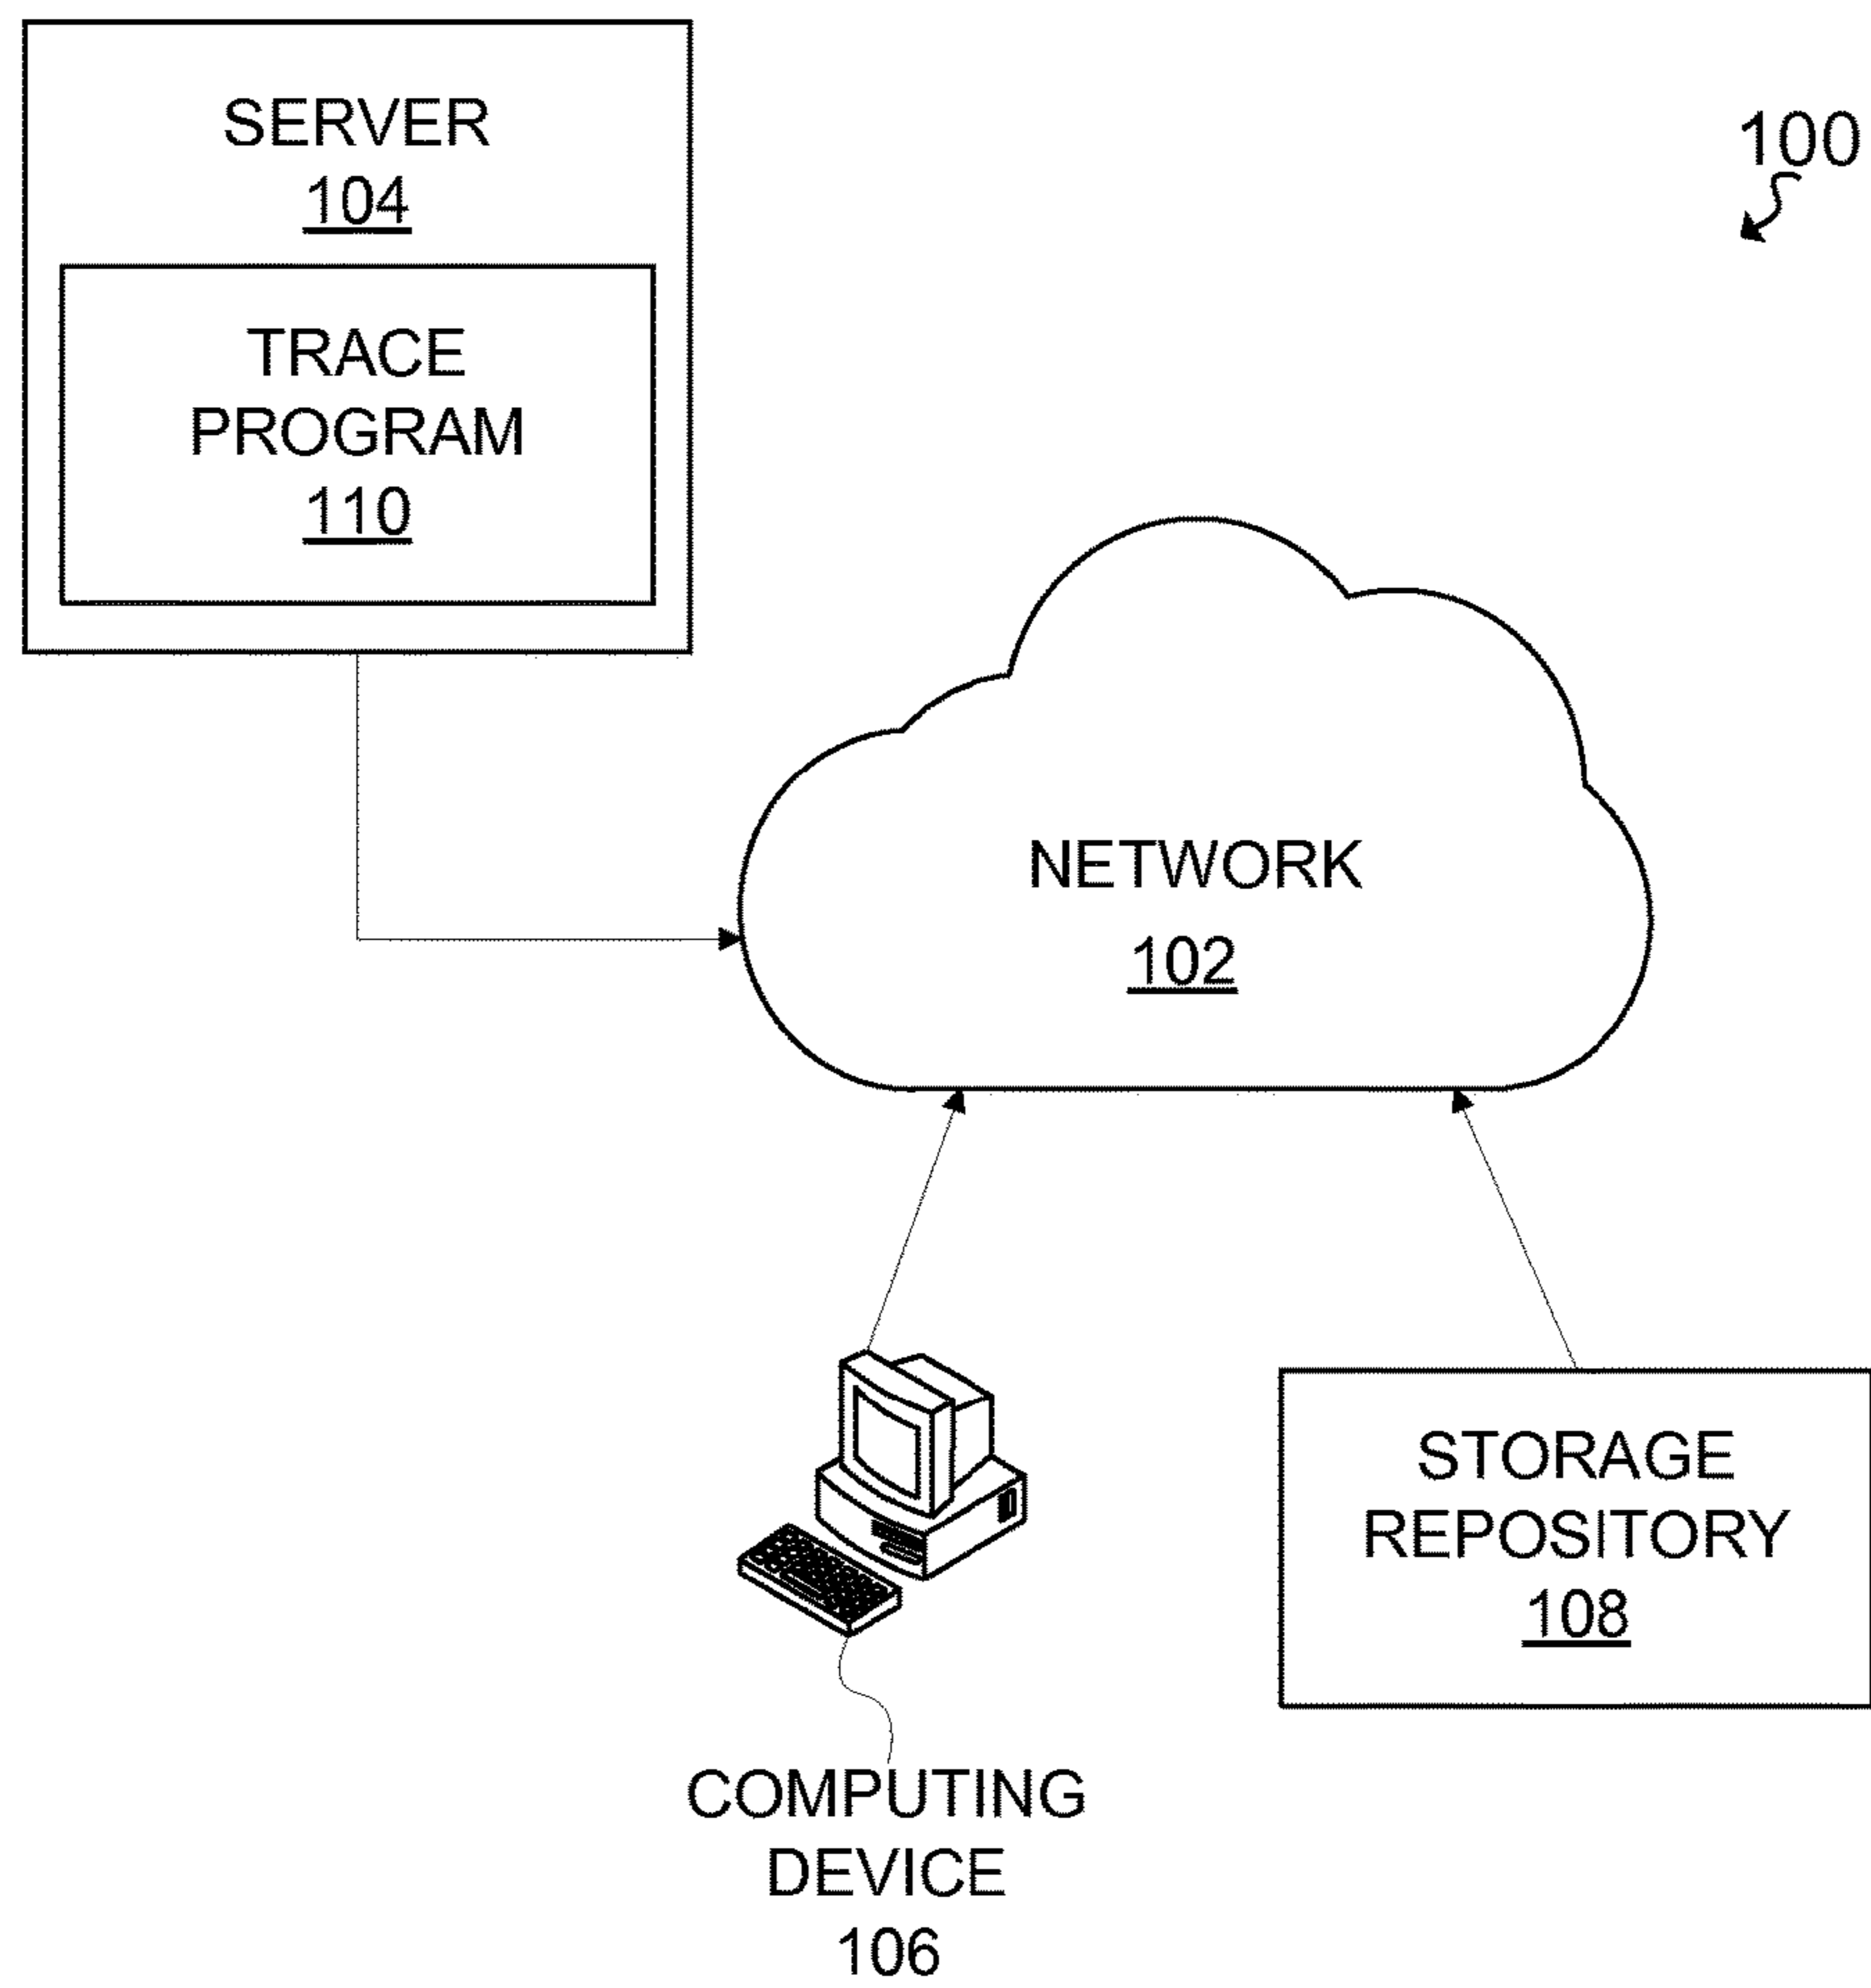 SERVER
104
TRACE
PROGRAM
110
100
NETWORK
102
STORAGE
REPOSITORY
108
COMPUTING
DEVICE
106